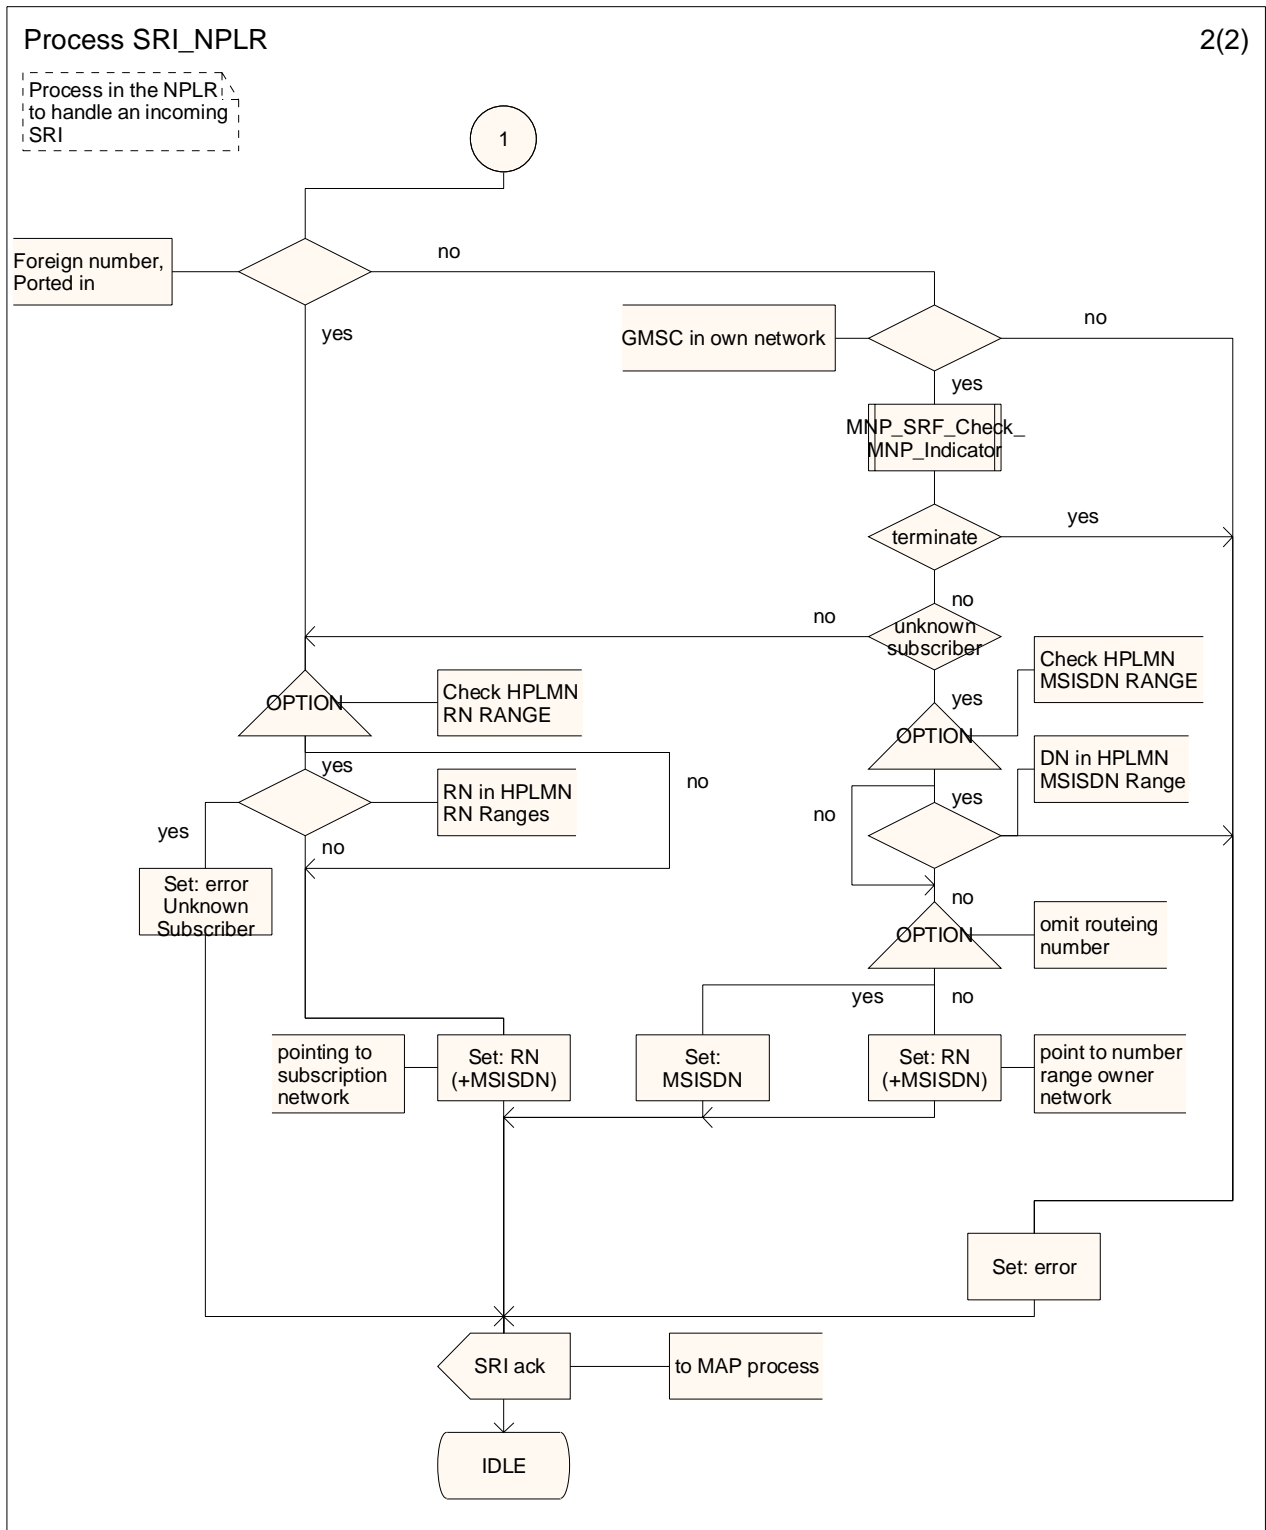 Process SRI_NPLR
2(2)
Process in the NPLR
to handle an incoming
SRI
1
Foreign number,
Ported in
no
yes
GMSC in own network
no
yes
MNP_SRF_Check_
MNP_Indicator
terminate
yes
no
no
unknown
subscriber
Check HPLMN
MSISDN RANGE
OPTION
Check HPLMN
RN RANGE
yes
OPTION
DN in HPLMN
MSISDN Range
yes
no
RN in HPLMN
RN Ranges
yes
no
yes
no
no
Set: error
Unknown
Subscriber
OPTION
omit routeing
number
yes
no
pointing to
subscription
network
Set: RN
(+MSISDN)
Set:
MSISDN
Set: RN
(+MSISDN)
point to number
range owner
network
Set: error
SRI ack
to MAP process
IDLE